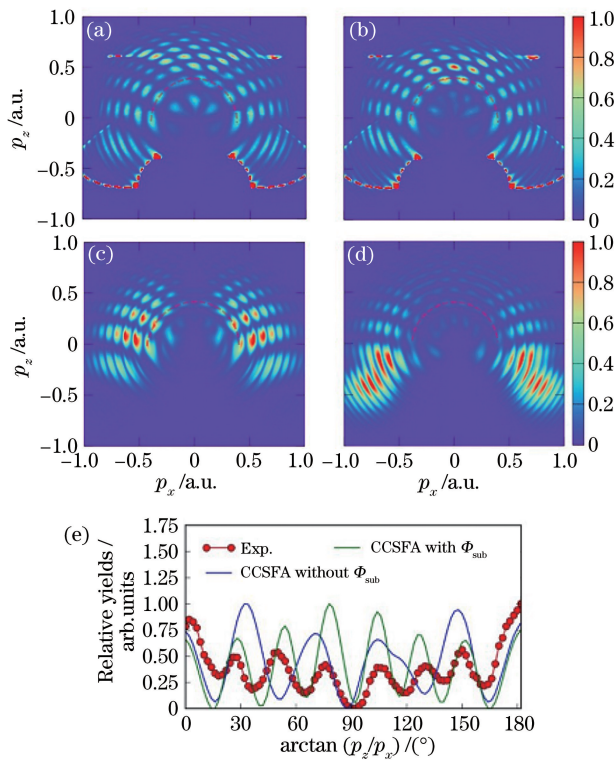 (a)
(b)
1.0
0.5
0
−0.5
−1.0
p_z /a.u.
1.0
0.8
0.6
0.4
0.2
0
(c)
(d)
1.0
0.5
0
−0.5
−1.0
p_z /a.u.
1.0
0.8
0.6
0.4
0.2
0
−1.0 −0.5 0 0.5 1.0
−1.0 −0.5 0 0.5 1.0
p_x /a.u.
p_x /a.u.
(e)
1.75
1.50
1.25
1.00
0.75
0.50
0.25
0
Relative yields /
arb.units
Exp.
CCSFA with Φ_sub
CCSFA without Φ_sub
0 30 60 90 120 150 180
arctan (p_z/p_x) /(°)